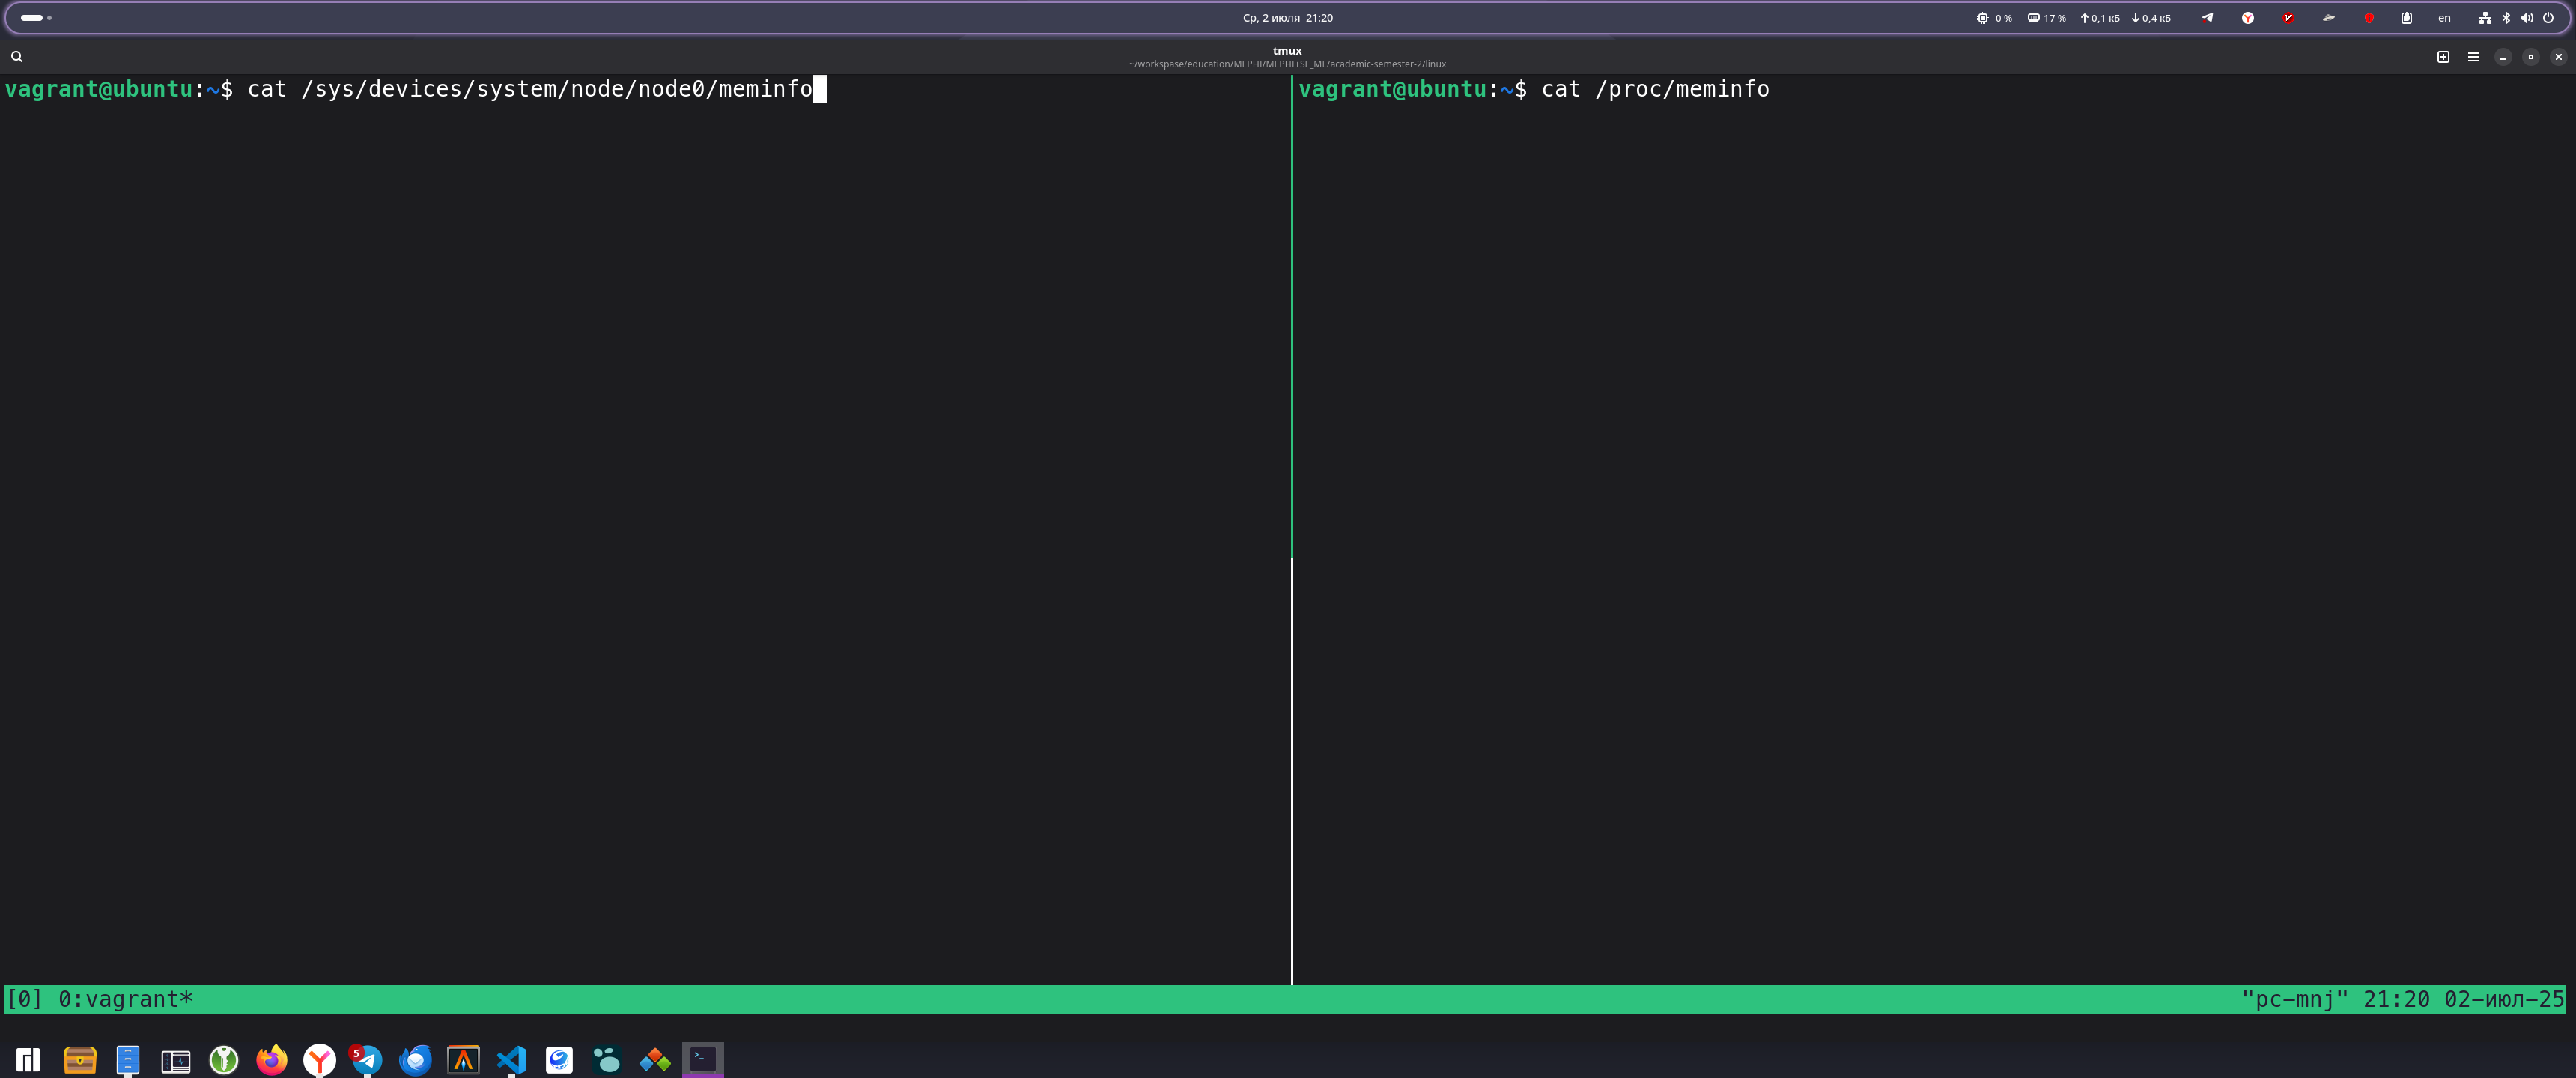 Ср, 2 июля 21:20
0 % 17 % 0,1 кБ 0,4 кБ en
tmux
~/workspase/education/MEPHI/MEPHI+SF_ML/academic-semester-2/linux
vagrant@ubuntu:~$ cat /sys/devices/system/node/node0/meminfo
vagrant@ubuntu:~$ cat /proc/meminfo
[0] 0:vagrant*
"pc-mnj" 21:20 02-июл-25
5